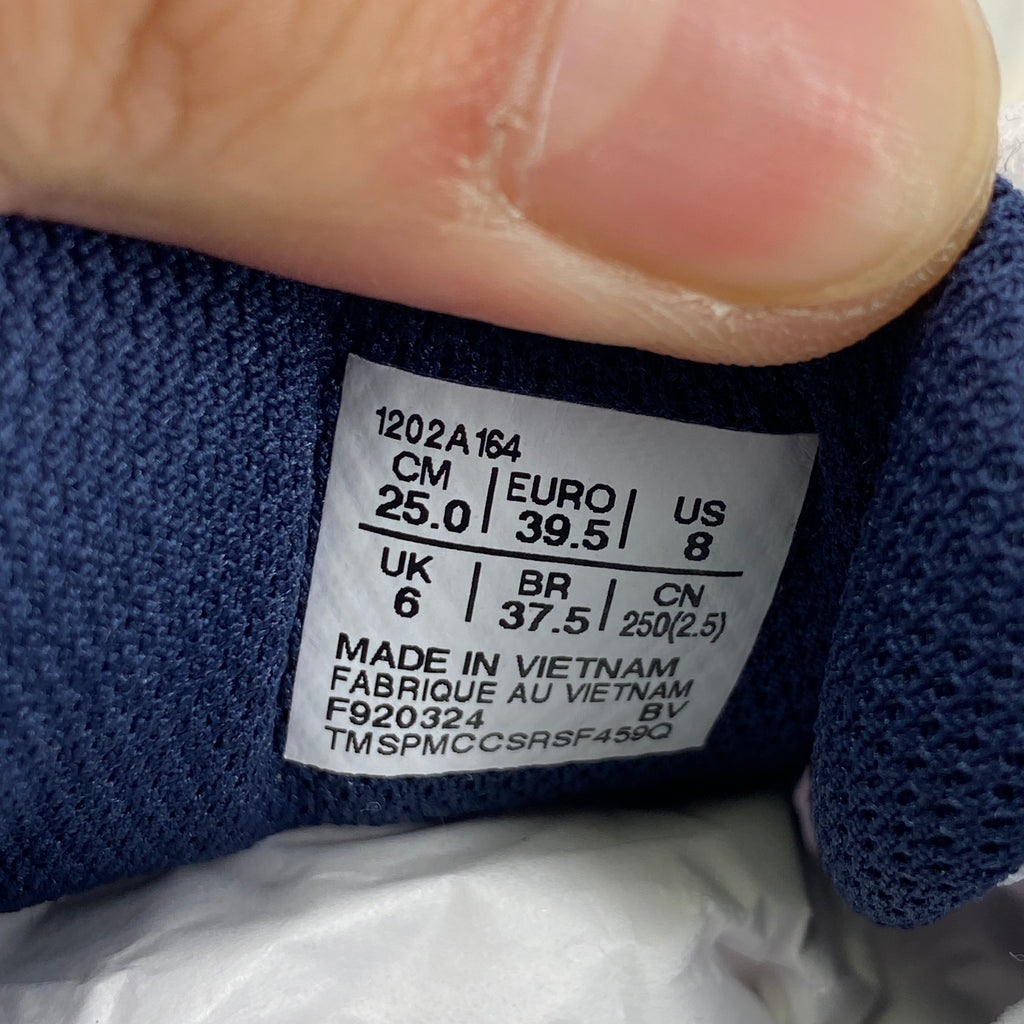 1202A164
CM EURO US
25.0 39.5 8
UK BR CN
6 37.5 250(2.5)
MADE IN VIETNAM
FABRIQUE AU VIETNAM
F920324 BV
TMSPMCCSRSF459Q